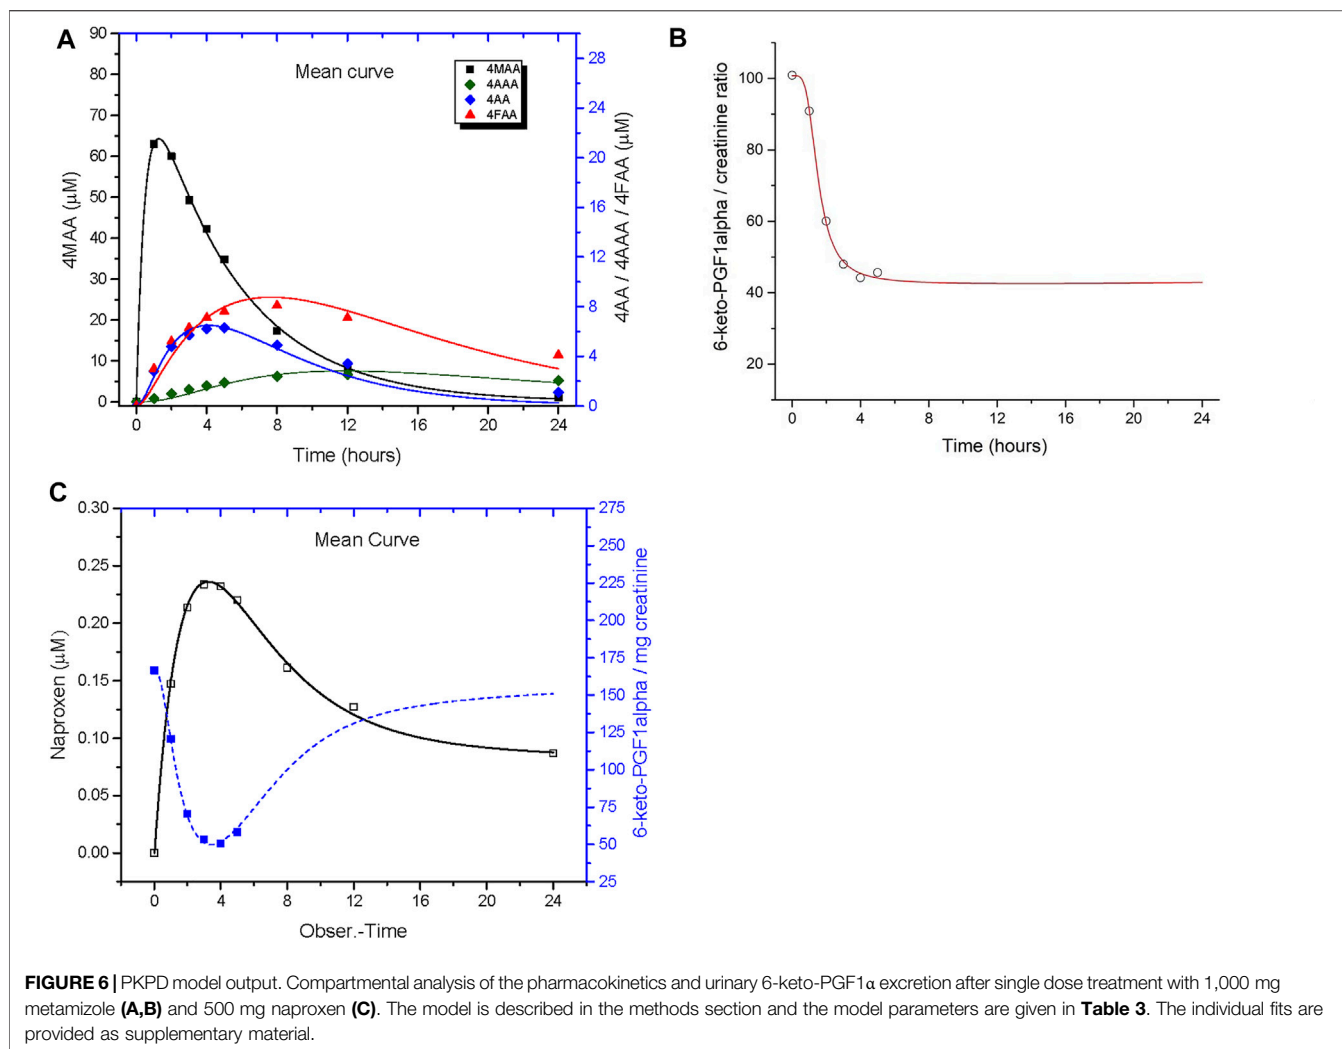 A
Mean curve
4MAA
4AAA
4AA
4FAA
90
80
70
60
50
40
30
20
10
0
4MAA (µM)
28
24
20
16
12
8
4
0
4AA / 4AAA / 4FAA (µM)
0 4 8 12 16 20 24
Time (hours)
B
100
80
60
40
20
6-keto-PGF1alpha / creatinine ratio
0 4 8 12 16 20 24
Time (hours)
C
Mean Curve
0.30
0.25
0.20
0.15
0.10
0.05
0.00
Naproxen (µM)
275
250
225
200
175
150
125
100
75
50
25
6-keto-PGF1alpha / mg creatinine
0 4 8 12 16 20 24
Obser.-Time
FIGURE 6 | PKPD model output. Compartmental analysis of the pharmacokinetics and urinary 6-keto-PGF1α excretion after single dose treatment with 1,000 mg
metamizole (A,B) and 500 mg naproxen (C). The model is described in the methods section and the model parameters are given in Table 3. The individual fits are
provided as supplementary material.